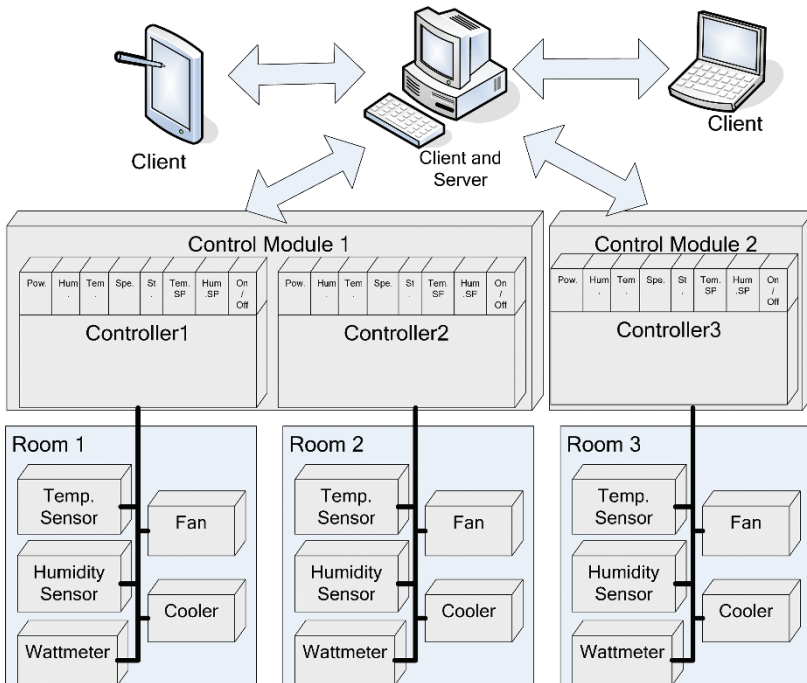 Client
Client and
Server
Client
Control Module 1
Control Module 2
Pow. Hum. Tem. Spe. St. Tem. SP Hum.SP On / Off
Pow. Hum. Tem. Spe. St. Tem. SP Hum.SP On / Off
Pow. Hum. Tem. Spe. St. Tem. SP Hum.SP On / Off
Controller1
Controller2
Controller3
Room 1
Temp.
Sensor
Fan
Humidity
Sensor
Cooler
Wattmeter
Room 2
Temp.
Sensor
Fan
Humidity
Sensor
Cooler
Wattmeter
Room 3
Temp.
Sensor
Fan
Humidity
Sensor
Cooler
Wattmeter